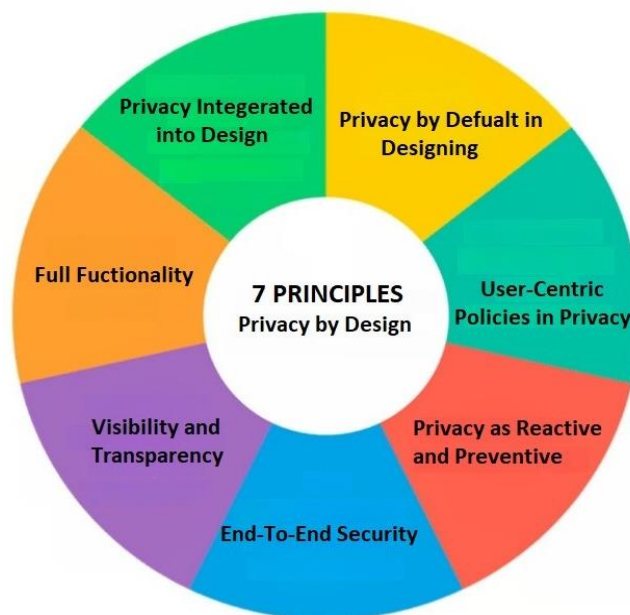 Privacy Integerated
into Design
Privacy by Defualt in
Designing
Full Fuctionality
7 PRINCIPLES
Privacy by Design
User-Centric
Policies in Privacy
Visibility and
Transparency
Privacy as Reactive
and Preventive
End-To-End Security